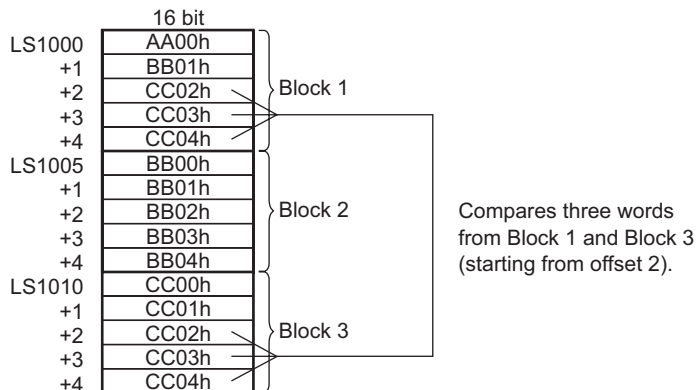 16 bit
LS1000 AA00h
+1 BB01h
+2 CC02h Block 1
+3 CC03h
+4 CC04h
LS1005 BB00h
+1 BB01h
+2 BB02h Block 2 Compares three words
+3 BB03h from Block 1 and Block 3
+4 BB04h (starting from offset 2).
LS1010 CC00h
+1 CC01h
+2 CC02h Block 3
+3 CC03h
+4 CC04h